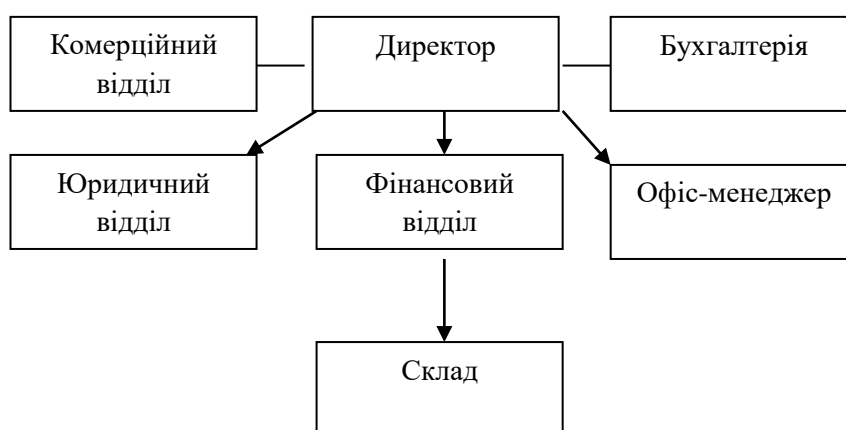 Комерційний
відділ
Директор
Бухгалтерія
Юридичний
відділ
Фінансовий
відділ
Офіс-менеджер
Склад